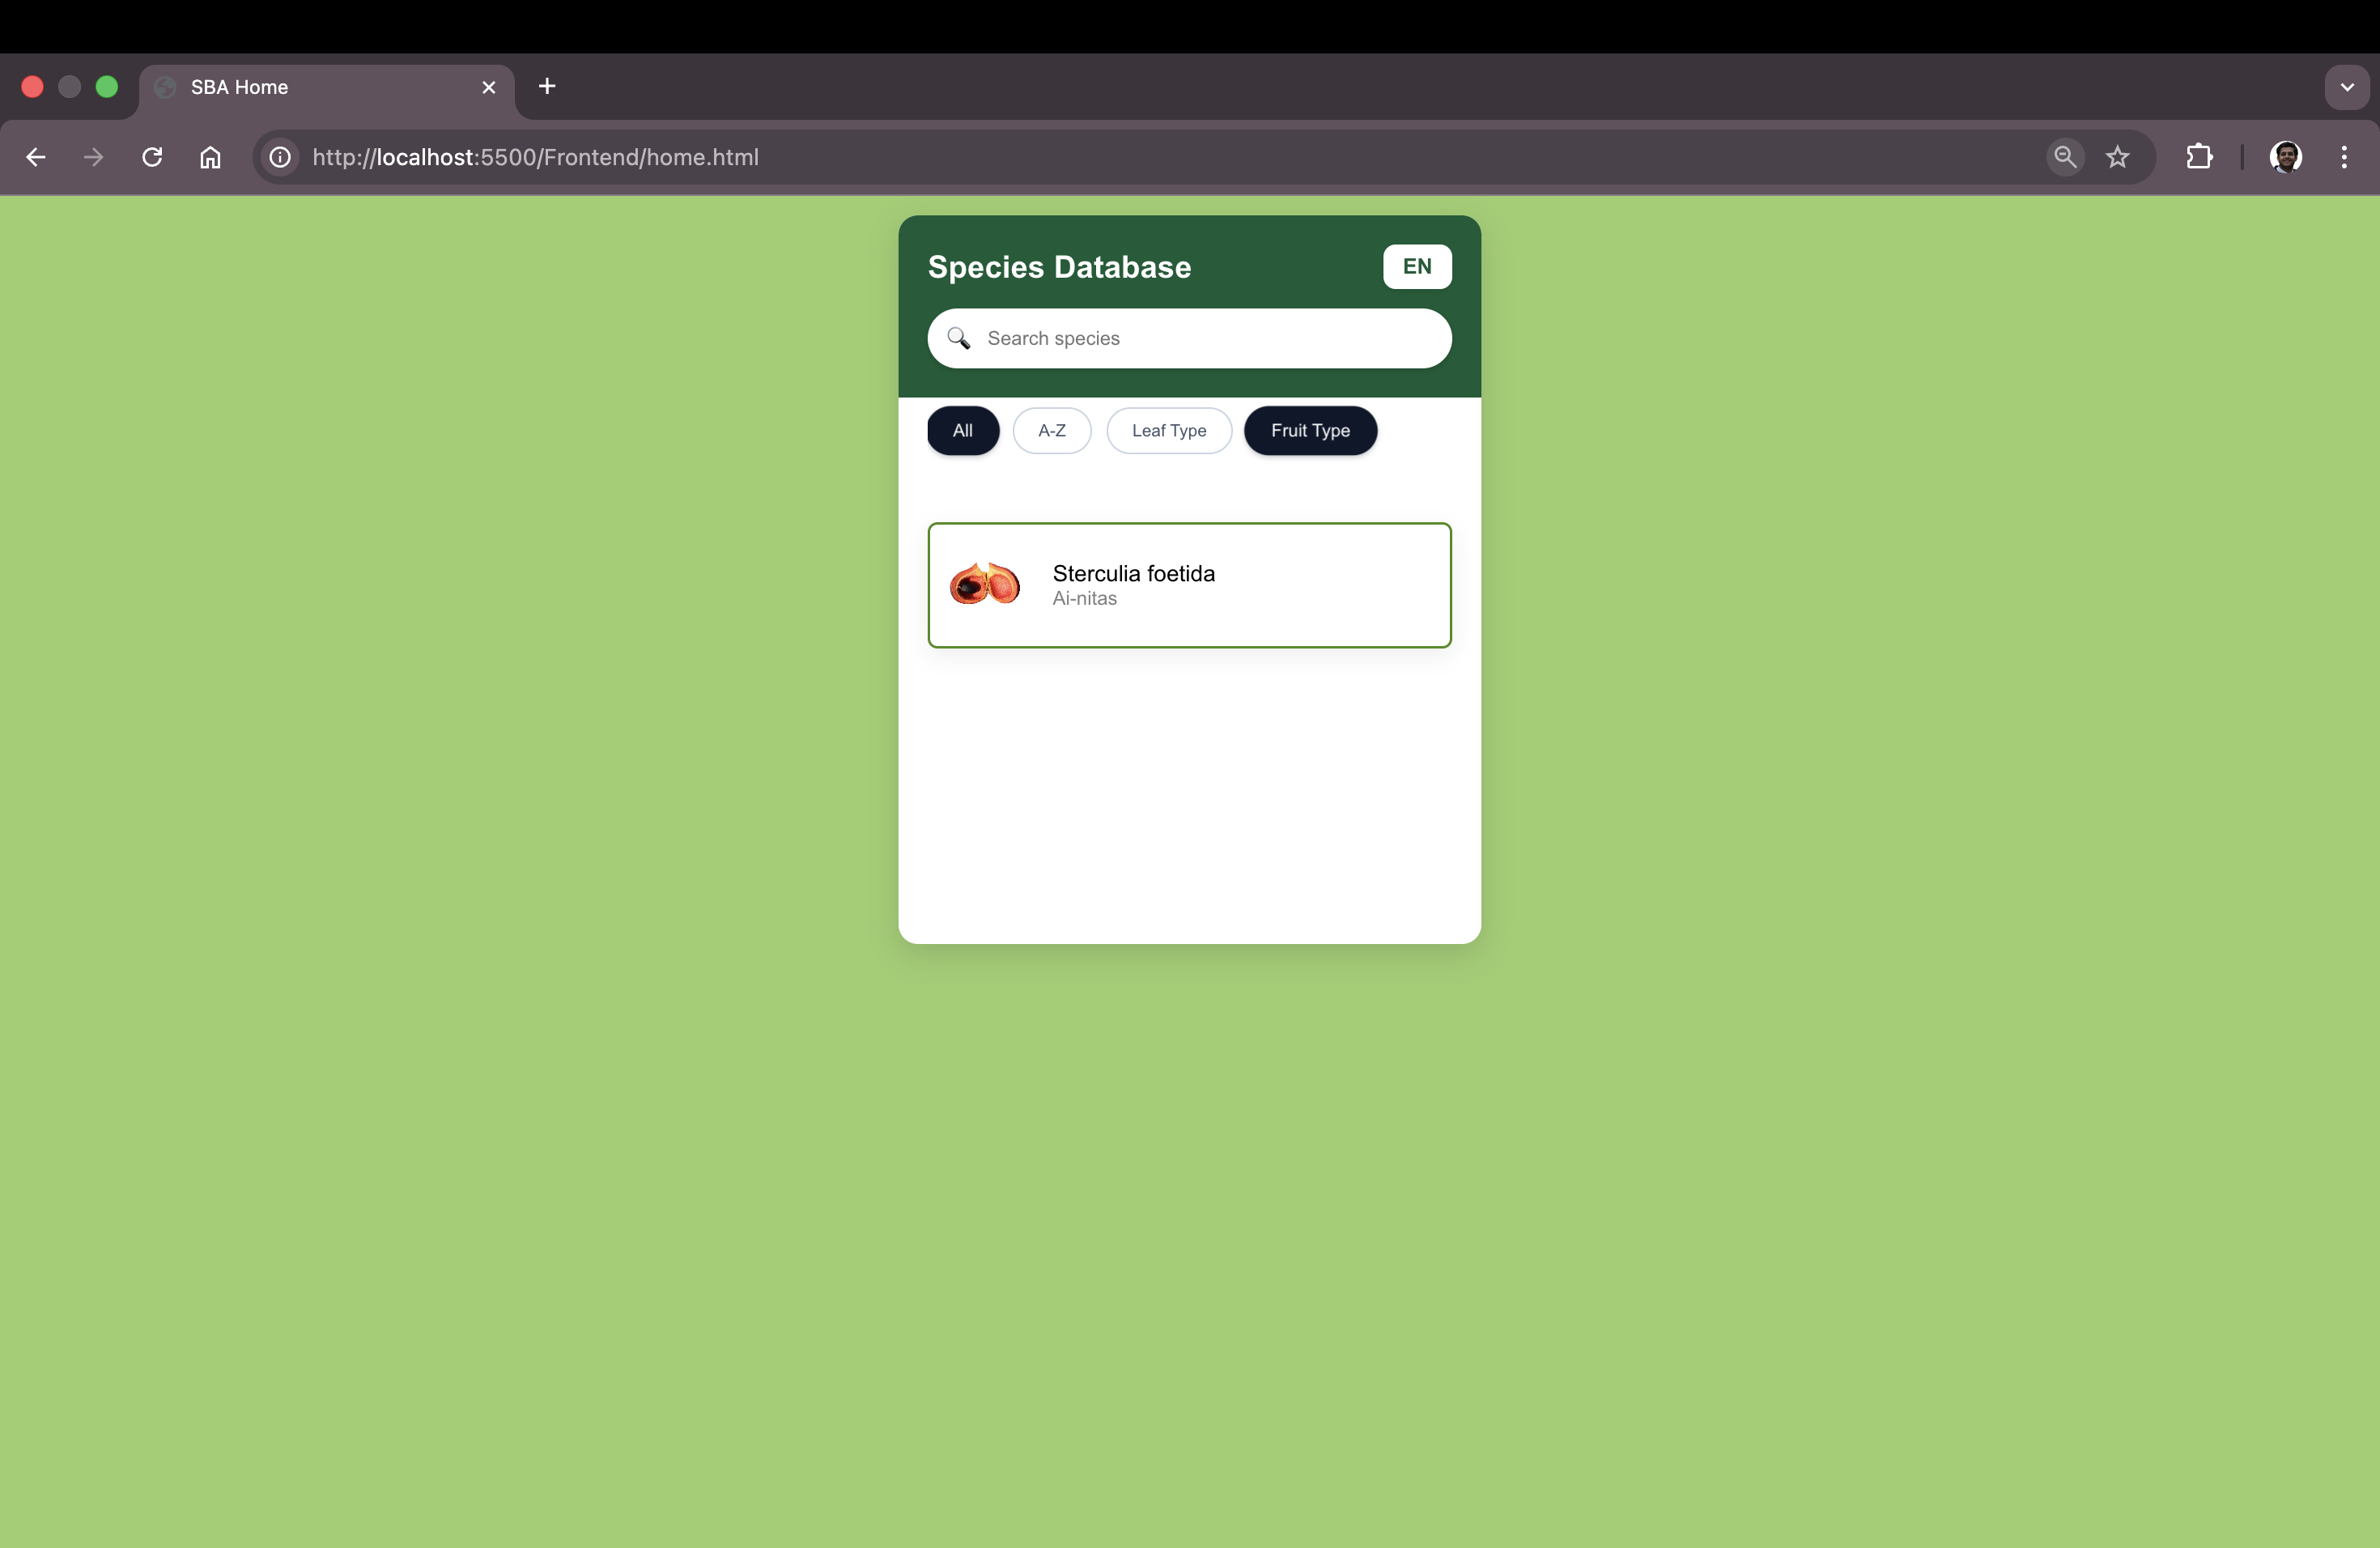 SBA Home
http://localhost:5500/Frontend/home.html
Species Database
EN
Search species
All
A-Z
Leaf Type
Fruit Type
Sterculia foetida
Ai-nitas